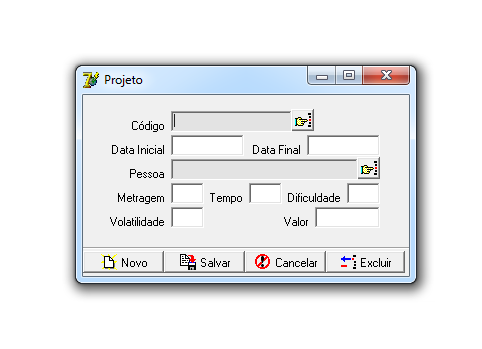 Projeto
Código
Data Inicial Data Final
Pessoa
Metragem Tempo Dificuldade
Volatilidade Valor
Novo Salvar Cancelar Excluir